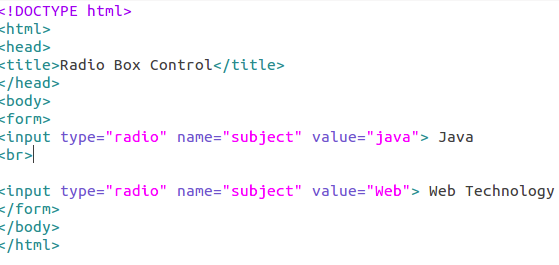 <!DOCTYPE html>
<html>
<head>
<title>Radio Box Control</title>
</head>
<body>
<form>
<input type="radio" name="subject" value="java"> Java
<br>
<input type="radio" name="subject" value="Web"> Web Technology
</form>
</body>
</html>